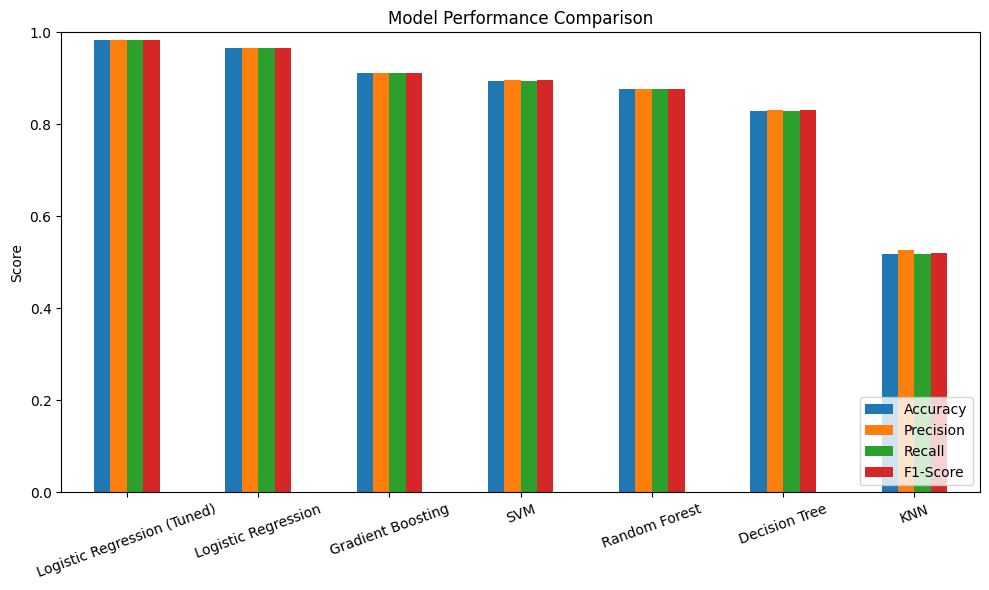 Model Performance Comparison
Score
1.0
0.8
0.6
0.4
0.2
0.0
Logistic Regression (Tuned)
Logistic Regression
Gradient Boosting
SVM
Random Forest
Decision Tree
KNN
Accuracy
Precision
Recall
F1-Score